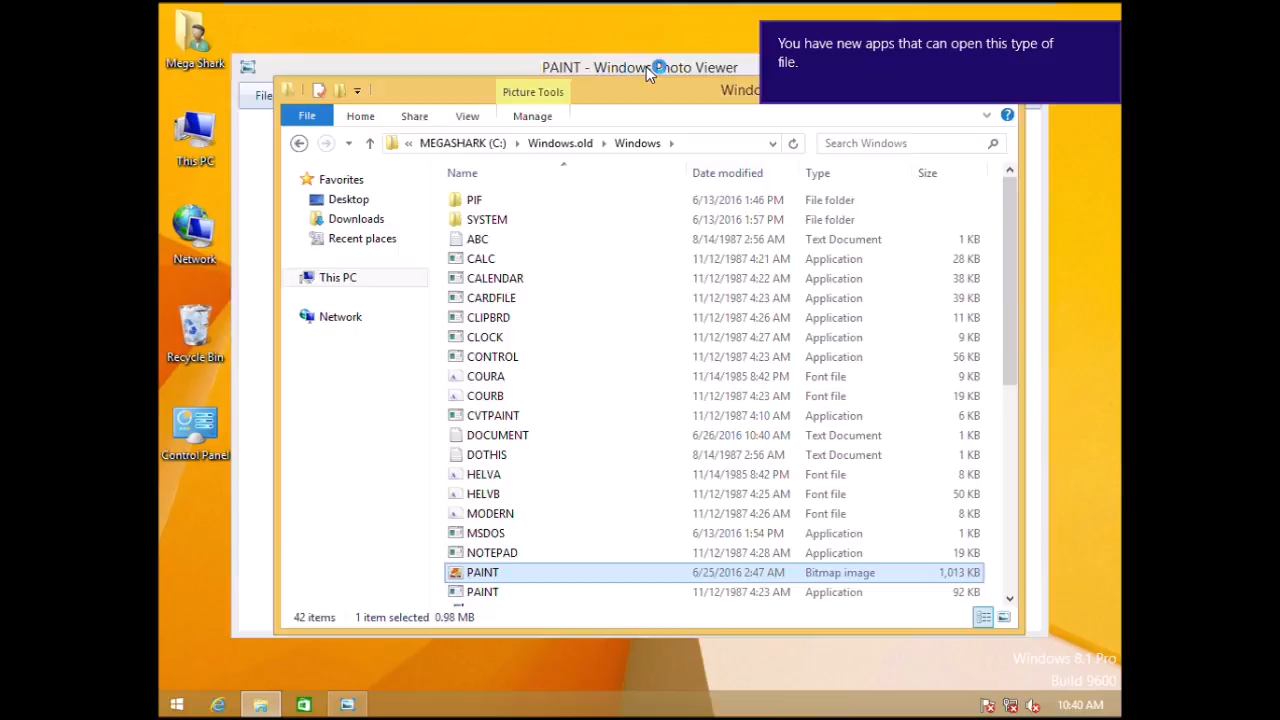 Mega Shark
This PC
Network
Recycle Bin
Control Panel
PAINT - Windows Photo Viewer
You have new apps that can open this type of
file.
File
Picture Tools
Windo
File
Home
Share
View
Manage
« MEGASHARK (C:) Windows.old Windows
Search Windows
Name
Date modified
Type
Size
Favorites
Desktop
Downloads
Recent places
This PC
Network
PIF 6/13/2016 1:46 PM File folder
SYSTEM 6/13/2016 1:57 PM File folder
ABC 8/14/1987 2:56 AM Text Document 1 KB
CALC 11/12/1987 4:21 AM Application 28 KB
CALENDAR 11/12/1987 4:22 AM Application 38 KB
CARDFILE 11/12/1987 4:23 AM Application 39 KB
CLIPBRD 11/12/1987 4:26 AM Application 11 KB
CLOCK 11/12/1987 4:27 AM Application 9 KB
CONTROL 11/12/1987 4:23 AM Application 56 KB
COURA 11/14/1985 8:42 PM Font file 9 KB
COURB 11/12/1987 4:23 AM Font file 19 KB
CVTPAINT 11/12/1987 4:10 AM Application 6 KB
DOCUMENT 6/26/2016 10:40 AM Text Document 1 KB
DOTHIS 8/14/1987 2:56 AM Text Document 1 KB
HELVA 11/14/1985 8:42 PM Font file 8 KB
HELVB 11/12/1987 4:25 AM Font file 50 KB
MODERN 11/12/1987 4:26 AM Font file 8 KB
MSDOS 6/13/2016 1:54 PM Application 1 KB
NOTEPAD 11/12/1987 4:28 AM Application 19 KB
PAINT 6/25/2016 2:47 AM Bitmap image 1,013 KB
PAINT 11/12/1987 4:23 AM Application 92 KB
42 items 1 item selected 0.98 MB
Windows 8.1 Pro
Build 9600
10:40 AM